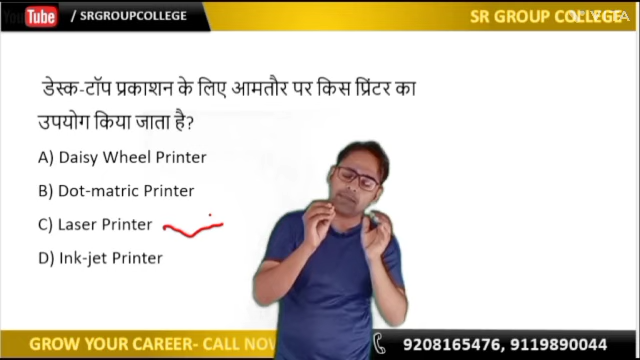 YouTube / SRGROUPCOLLEGE
SR GROUP COLLEGE
डेस्क-टॉप प्रकाशन के लिए आमतौर पर किस प्रिंटर का
उपयोग किया जाता है?
A) Daisy Wheel Printer
B) Dot-matric Printer
C) Laser Printer
D) Ink-jet Printer
GROW YOUR CAREER- CALL NOW
9208165476, 9119890044